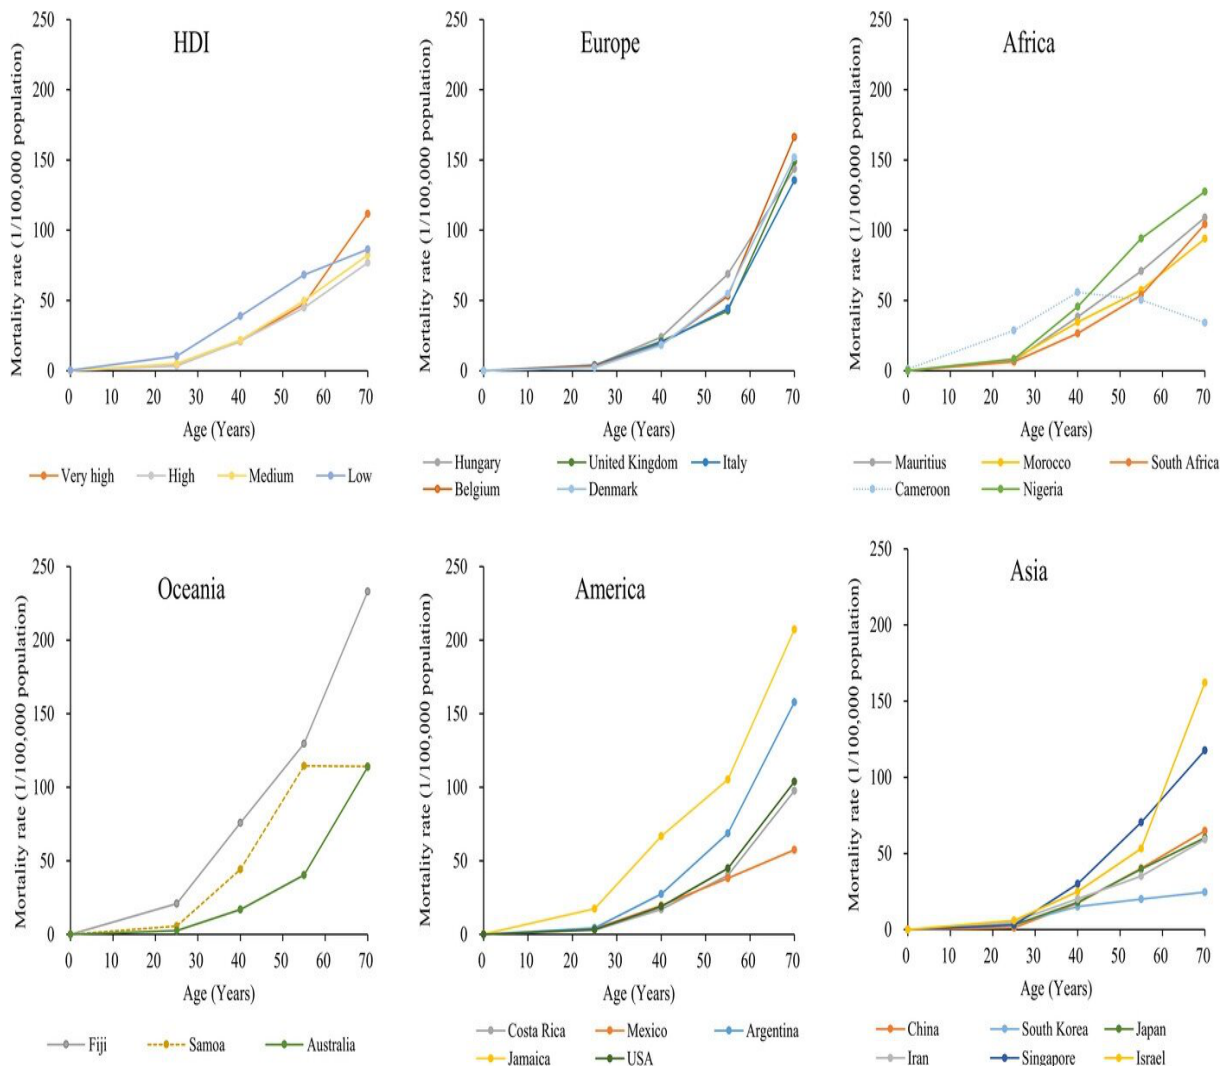 HDI
Mortality rate (1/100,000 population)
250
200
150
100
50
0
0 10 20 30 40 50 60 70
Age (Years)
Very high High Medium Low
Europe
Mortality rate (1/100,000 population)
250
200
150
100
50
0
0 10 20 30 40 50 60 70
Age (Years)
Hungary United Kingdom Italy
Belgium Denmark
Africa
Mortality rate (1/100,000 population)
250
200
150
100
50
0
0 10 20 30 40 50 60 70
Age (Years)
Mauritius Morocco South Africa
Cameroon Nigeria
Oceania
Mortality rate (1/100,000 population)
250
200
150
100
50
0
0 10 20 30 40 50 60 70
Age (Years)
Fiji Samoa Australia
America
Mortality rate (1/100,000 population)
250
200
150
100
50
0
0 10 20 30 40 50 60 70
Age (Years)
Costa Rica Mexico Argentina
Jamaica USA
Asia
Mortality rate (1/100,000 population)
250
200
150
100
50
0
0 10 20 30 40 50 60 70
Age (Years)
China South Korea Japan
Iran Singapore Israel